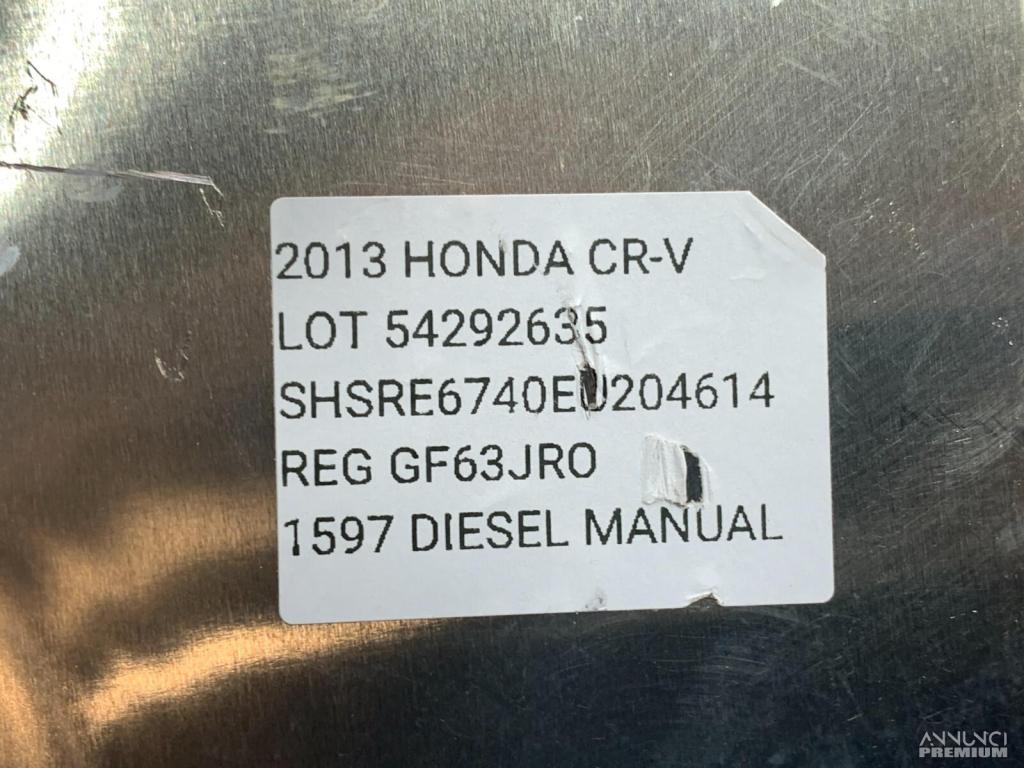 2013 HONDA CR-V
LOT 54292635
SHSRE6740EU204614
REG GF63JRO
1597 DIESEL MANUAL
ANNUNCI
PREMIUM